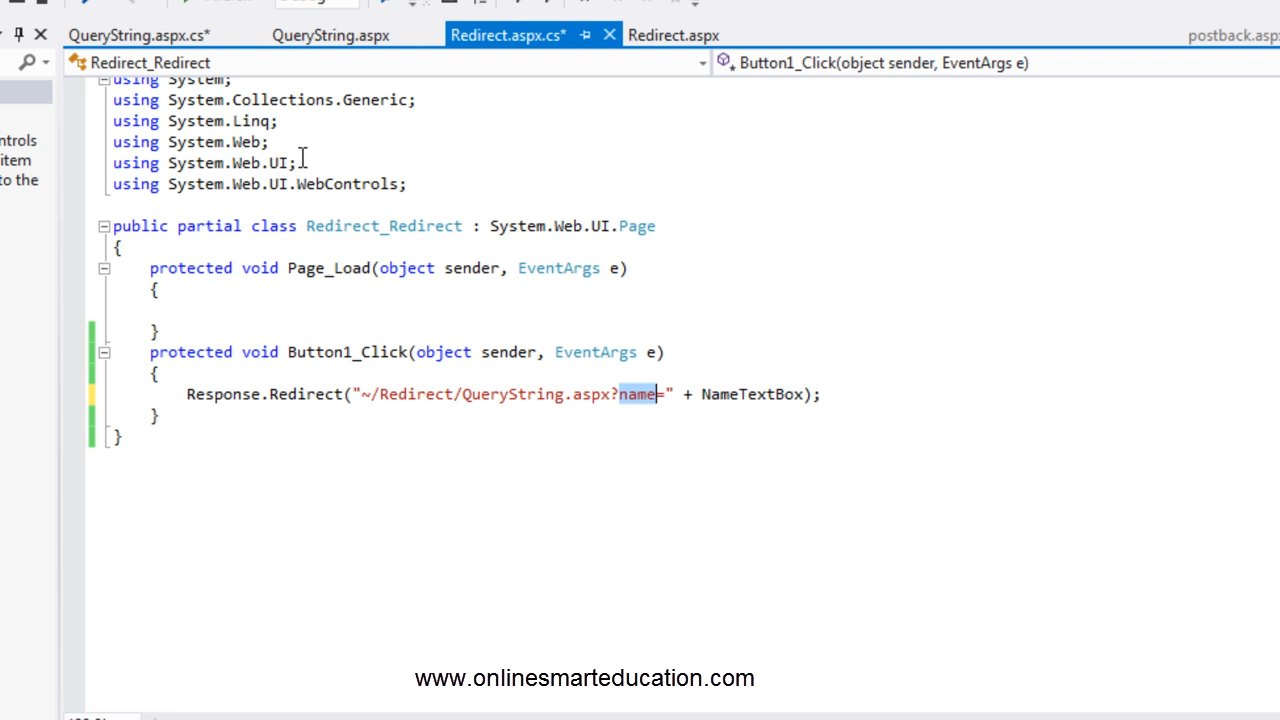 QueryString.aspx.cs* QueryString.aspx Redirect.aspx.cs* Redirect.aspx postback.asp
Redirect_Redirect Button1_Click(object sender, EventArgs e)
using System;
using System.Collections.Generic;
ntrols using System.Linq;
item using System.Web;
to the using System.Web.UI;
using System.Web.UI.WebControls;
public partial class Redirect_Redirect : System.Web.UI.Page
{
protected void Page_Load(object sender, EventArgs e)
{
}
protected void Button1_Click(object sender, EventArgs e)
{
Response.Redirect("~/Redirect/QueryString.aspx?name=" + NameTextBox);
}
}
www.onlinesmarteducation.com